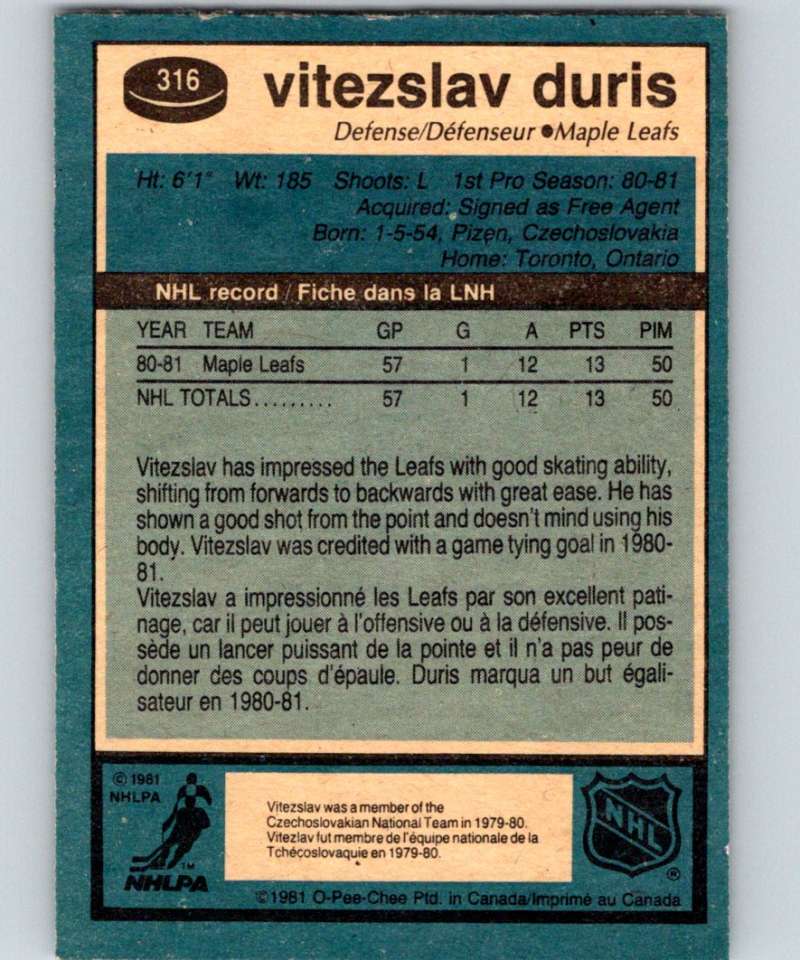 316
vitezslav duris
Defense/Défenseur ●Maple Leafs
Ht: 6'1" Wt: 185 Shoots: L 1st Pro Season: 80-81
Acquired: Signed as Free Agent
Born: 1-5-54, Pizen, Czechoslovakia
Home: Toronto, Ontario
NHL record / Fiche dans la LNH
YEAR TEAM GP G A PTS PIM
80-81 Maple Leafs 57 1 12 13 50
NHL TOTALS......... 57 1 12 13 50
Vitezslav has impressed the Leafs with good skating ability,
shifting from forwards to backwards with great ease. He has
shown a good shot from the point and doesn't mind using his
body. Vitezslav was credited with a game tying goal in 1980-
81.
Vitezslav a impressionné les Leafs par son excellent pati-
nage, car il peut jouer à l'offensive ou à la défensive. Il pos-
sède un lancer puissant de la pointe et il n'a pas peur de
donner des coups d'épaule. Duris marqua un but égali-
sateur en 1980-81.
© 1981
NHLPA
TM
NHLPA
Vitezslav was a member of the
Czechoslovakian National Team in 1979-80.
Vitezlav fut membre de l'équipe nationale de la
Tchécoslovaquie en 1979-80.
NHL
®
©1981 O-Pee-Chee Ptd. in Canada/Imprimé au Canada